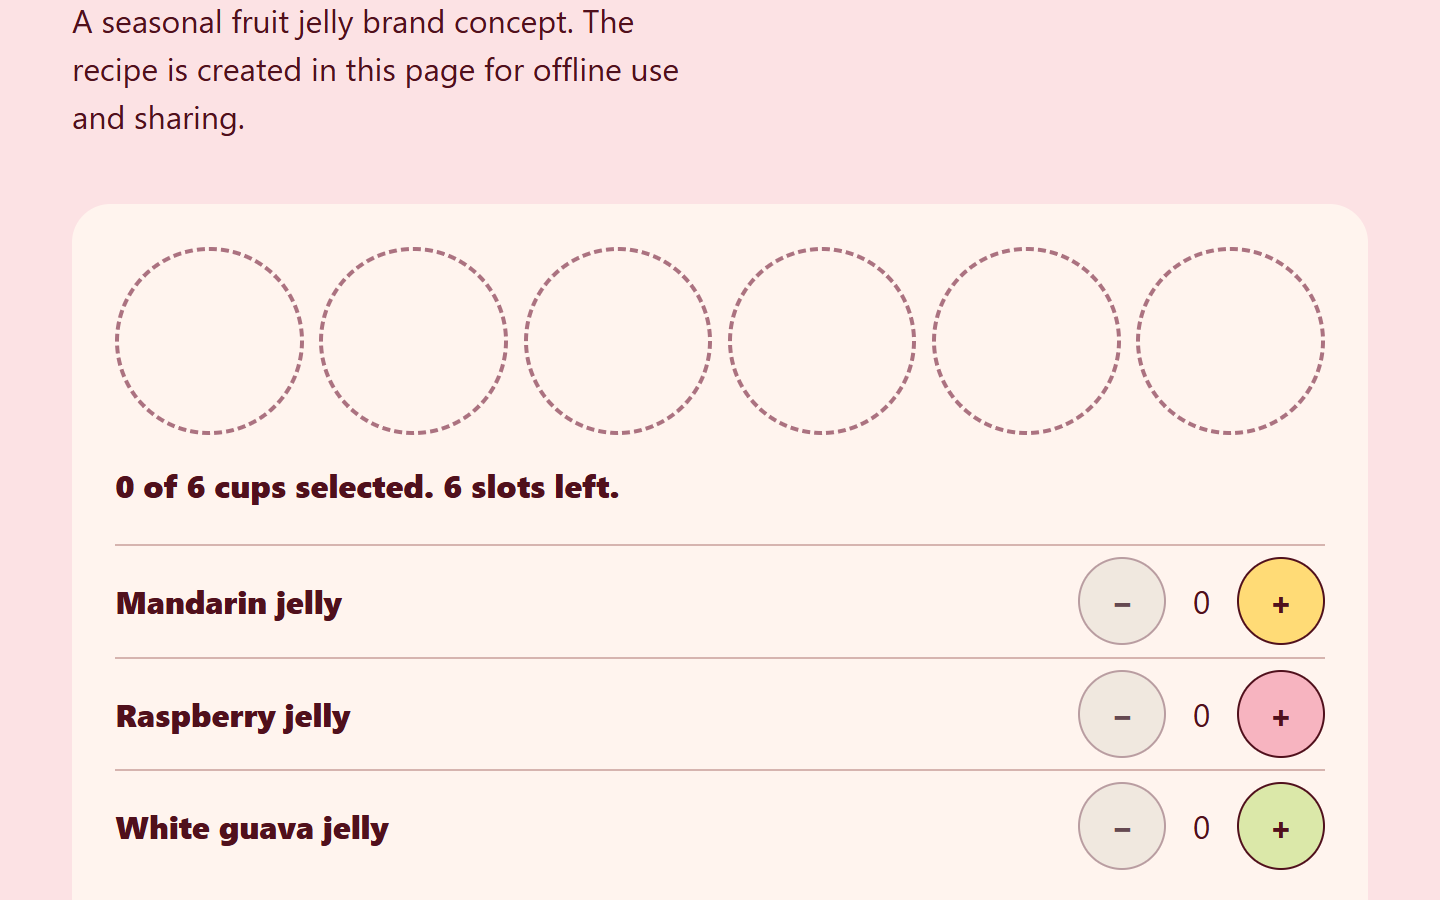 A seasonal fruit jelly brand concept. The
recipe is created in this page for offline use
and sharing.
0 of 6 cups selected. 6 slots left.
Mandarin jelly − 0 +
Raspberry jelly − 0 +
White guava jelly − 0 +